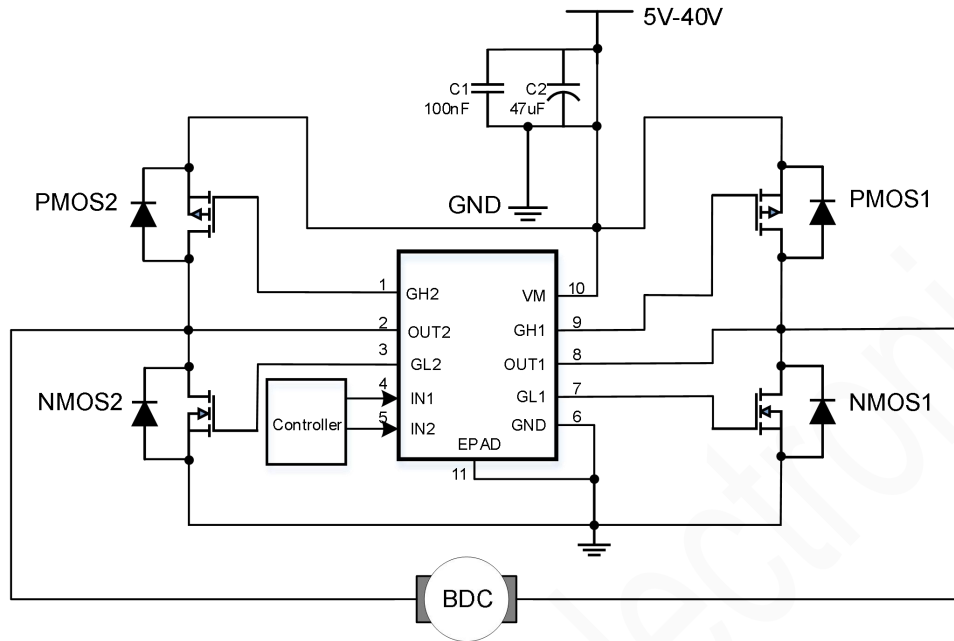 5V-40V
C1
100nF
C2
47uF
GND
PMOS2
PMOS1
1
GH2
VM
10
2
OUT2
GH1
9
3
GL2
OUT1
8
4
IN1
GL1
7
5
IN2
GND
6
Controller
EPAD
11
NMOS2
NMOS1
BDC
lectroni